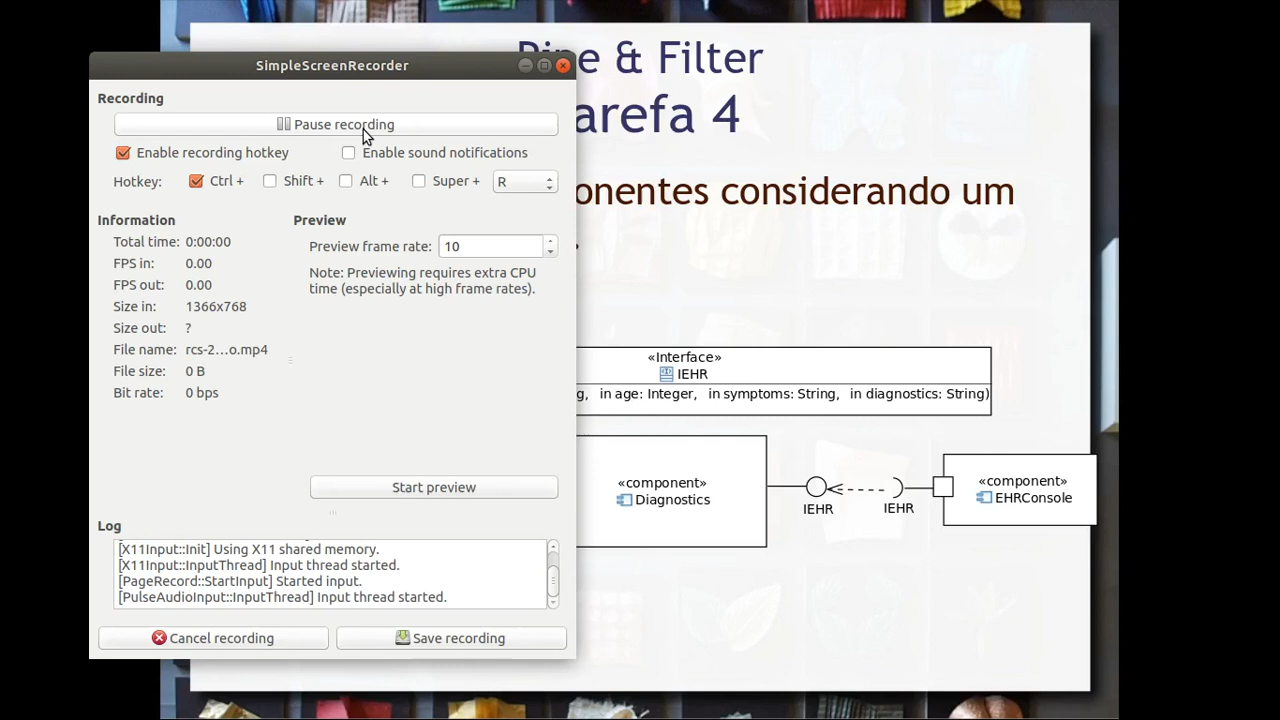 Pipe & Filter
arefa 4
onentes considerando um
SimpleScreenRecorder
Recording
Pause recording
Enable recording hotkey
Enable sound notifications
Hotkey: Ctrl + Shift + Alt + Super + R
Information
Total time: 0:00:00
FPS in: 0.00
FPS out: 0.00
Size in: 1366x768
Size out: ?
File name: rcs-2...o.mp4
File size: 0 B
Bit rate: 0 bps
Preview
Preview frame rate: 10
Note: Previewing requires extra CPU
time (especially at high frame rates).
Start preview
Log
[X11Input::Init] Using X11 shared memory.
[X11Input::InputThread] Input thread started.
[PageRecord::StartInput] Started input.
[PulseAudioInput::InputThread] Input thread started.
Cancel recording
Save recording
«Interface»
IEHR
g, in age: Integer, in symptoms: String, in diagnostics: String)
«component»
Diagnostics
IEHR
IEHR
«component»
EHRConsole